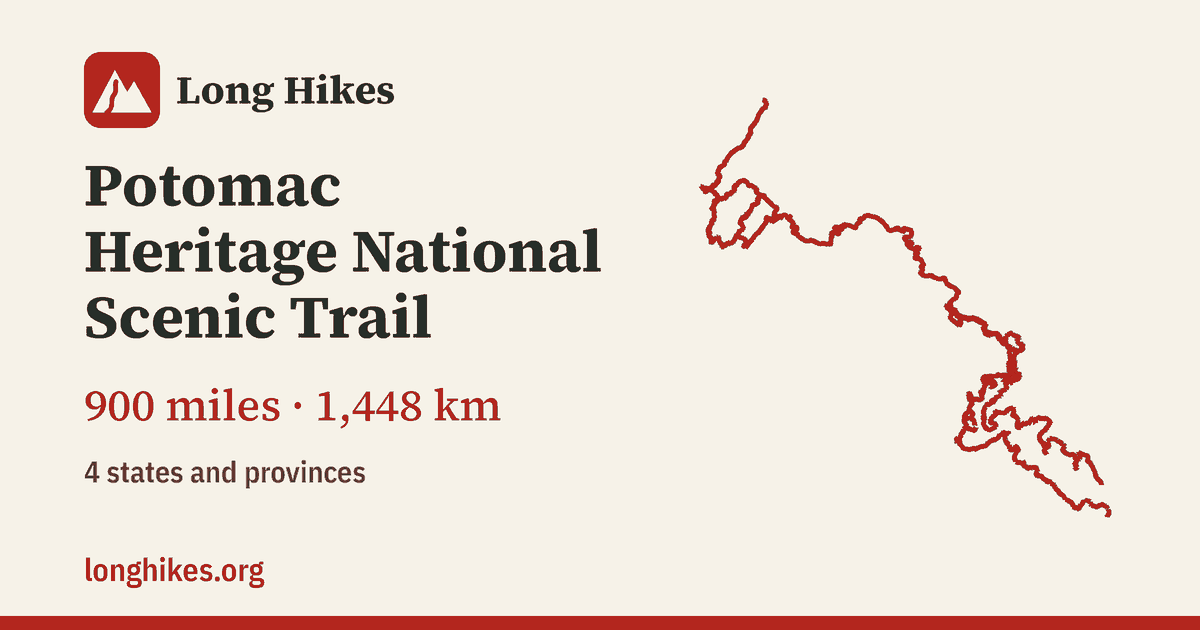 Long Hikes
Potomac
Heritage National
Scenic Trail
900 miles · 1,448 km
4 states and provinces
longhikes.org